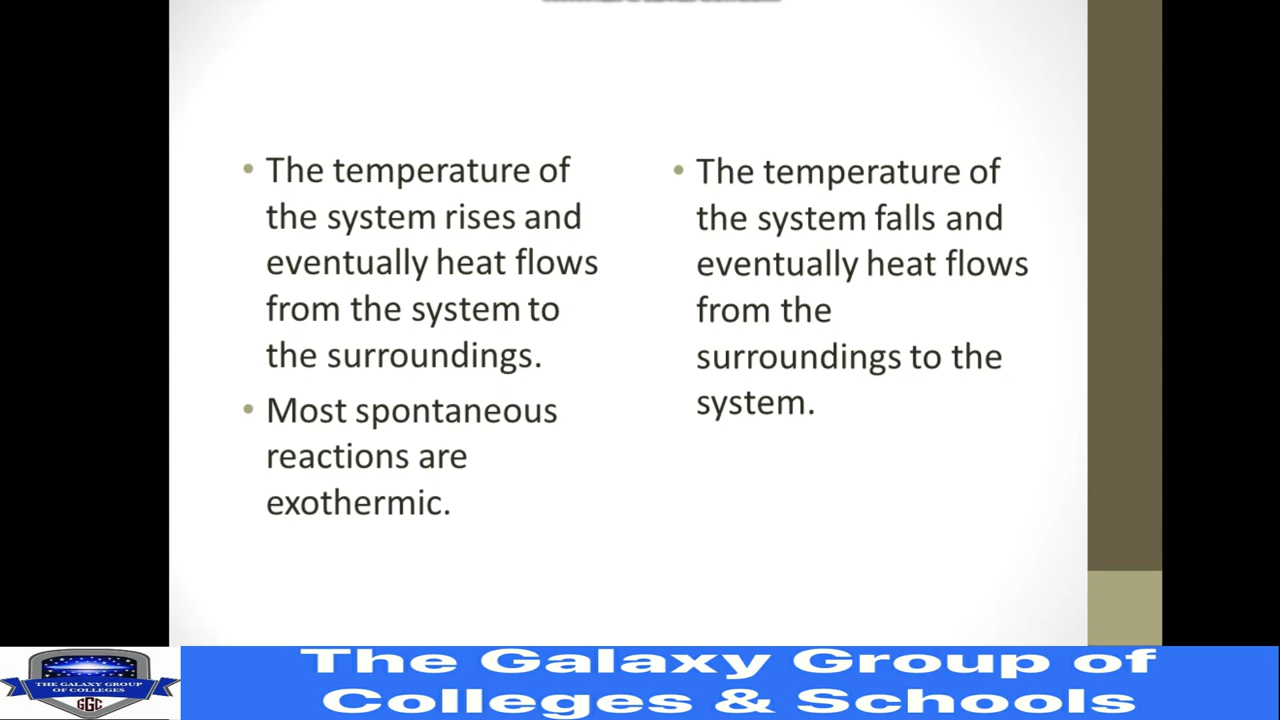 • The temperature of
the system rises and
eventually heat flows
from the system to
the surroundings.
• Most spontaneous
reactions are
exothermic.
• The temperature of
the system falls and
eventually heat flows
from the
surroundings to the
system.
THE GALAXY GROUP
OF COLLEGES
GGC
The Galaxy Group of
Colleges & Schools